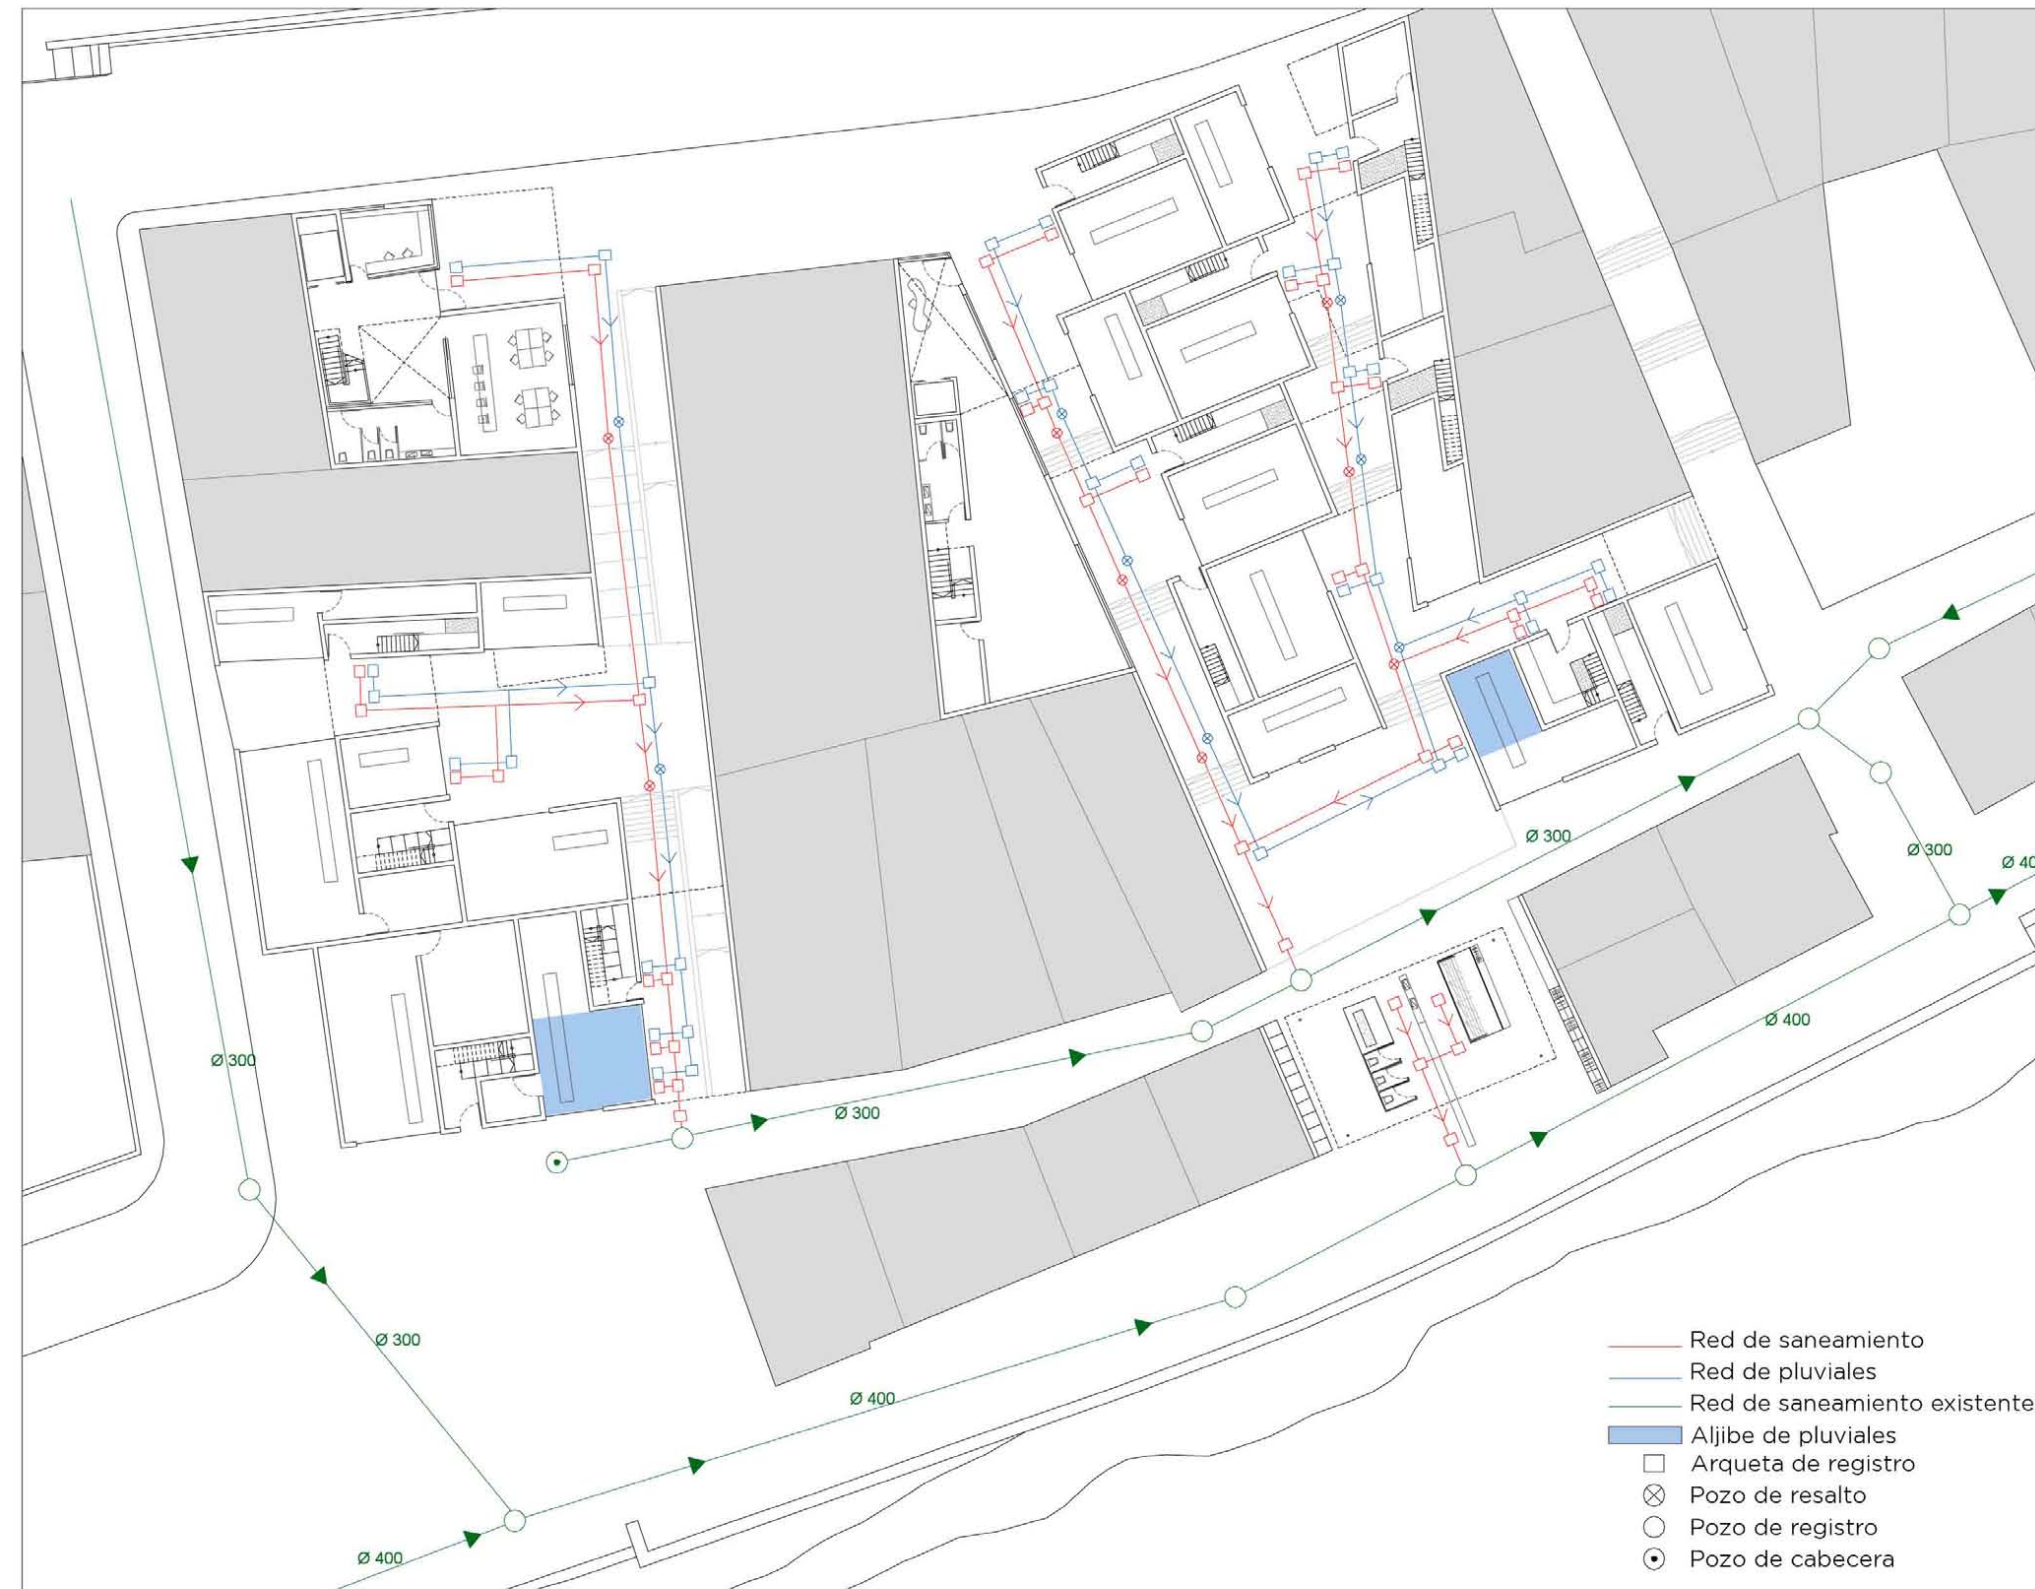 Ø 300
Ø 300
Ø 40
Ø 400
Ø 300
Ø 300
Ø 300
Ø 400
Ø 400
Red de saneamiento
Red de pluviales
Red de saneamiento existente
Aljibe de pluviales
Arqueta de registro
Pozo de resalto
Pozo de registro
Pozo de cabecera